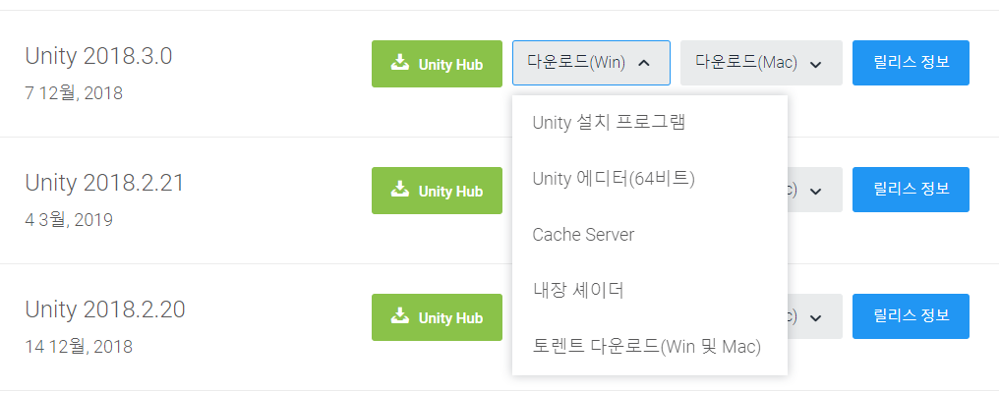 Unity 2018.3.0
7 12월, 2018
Unity Hub
다운로드(Win)
다운로드(Mac)
릴리스 정보
Unity 설치 프로그램
Unity 에디터(64비트)
Cache Server
내장 셰이더
토렌트 다운로드(Win 및 Mac)
Unity 2018.2.21
4 3월, 2019
Unity Hub
릴리스 정보
Unity 2018.2.20
14 12월, 2018
Unity Hub
릴리스 정보